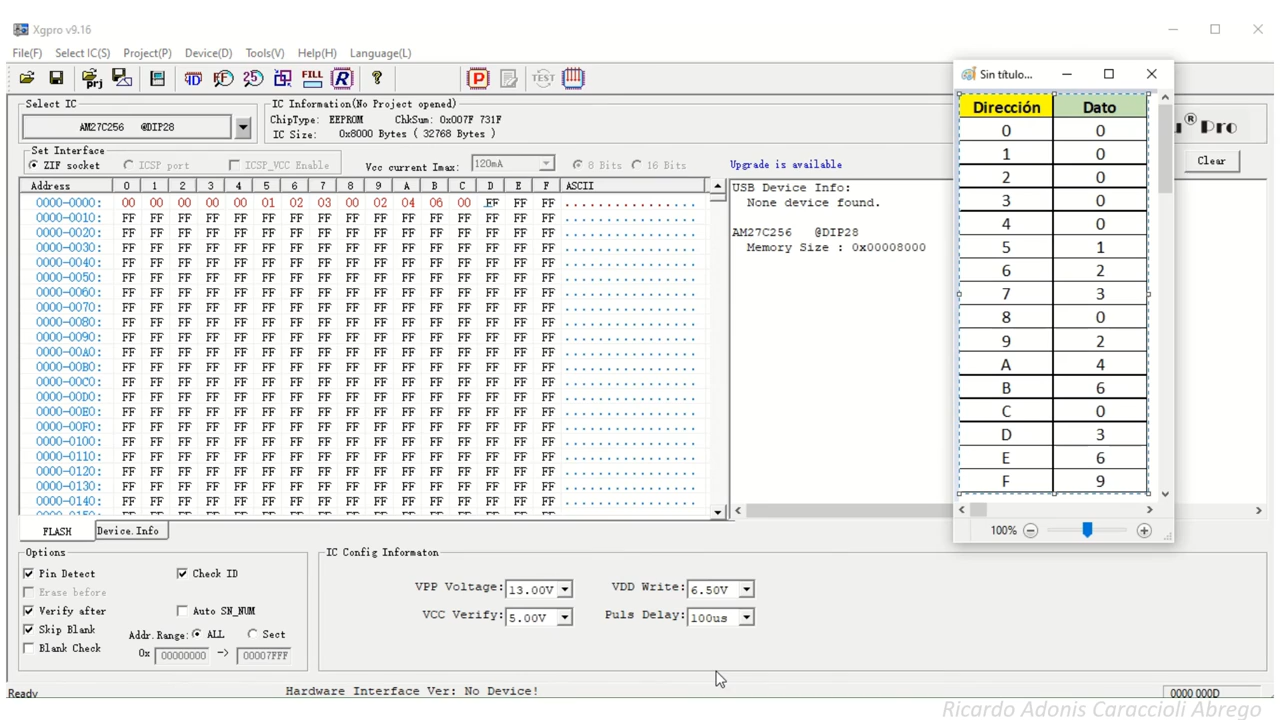 Xgpro v9.16
File(F) Select IC(S) Project(P) Device(D) Tools(V) Help(H) Language(L)
prj ID FF 25 FILL R ? P TEST
Select IC
AM27C256 @DIP28
IC Information(No Project opened)
ChipType: EEPROM ChkSum: 0x007F 731F
IC Size: 0x8000 Bytes ( 32768 Bytes )
u®Pro
Set Interface
ZIF socket ICSP port ICSP_VCC Enable Vcc current Imax: 120mA 8 Bits 16 Bits
Upgrade is available
Clear
Address 0 1 2 3 4 5 6 7 8 9 A B C D E F ASCII
0000-0000: 00 00 00 00 00 01 02 03 00 02 04 06 00 FF FF FF ................
0000-0010: FF FF FF FF FF FF FF FF FF FF FF FF FF FF FF FF ................
0000-0020: FF FF FF FF FF FF FF FF FF FF FF FF FF FF FF FF ................
0000-0030: FF FF FF FF FF FF FF FF FF FF FF FF FF FF FF FF ................
0000-0040: FF FF FF FF FF FF FF FF FF FF FF FF FF FF FF FF ................
0000-0050: FF FF FF FF FF FF FF FF FF FF FF FF FF FF FF FF ................
0000-0060: FF FF FF FF FF FF FF FF FF FF FF FF FF FF FF FF ................
0000-0070: FF FF FF FF FF FF FF FF FF FF FF FF FF FF FF FF ................
0000-0080: FF FF FF FF FF FF FF FF FF FF FF FF FF FF FF FF ................
0000-0090: FF FF FF FF FF FF FF FF FF FF FF FF FF FF FF FF ................
0000-00A0: FF FF FF FF FF FF FF FF FF FF FF FF FF FF FF FF ................
0000-00B0: FF FF FF FF FF FF FF FF FF FF FF FF FF FF FF FF ................
0000-00C0: FF FF FF FF FF FF FF FF FF FF FF FF FF FF FF FF ................
0000-00D0: FF FF FF FF FF FF FF FF FF FF FF FF FF FF FF FF ................
0000-00E0: FF FF FF FF FF FF FF FF FF FF FF FF FF FF FF FF ................
0000-00F0: FF FF FF FF FF FF FF FF FF FF FF FF FF FF FF FF ................
0000-0100: FF FF FF FF FF FF FF FF FF FF FF FF FF FF FF FF ................
0000-0110: FF FF FF FF FF FF FF FF FF FF FF FF FF FF FF FF ................
0000-0120: FF FF FF FF FF FF FF FF FF FF FF FF FF FF FF FF ................
0000-0130: FF FF FF FF FF FF FF FF FF FF FF FF FF FF FF FF ................
0000-0140: FF FF FF FF FF FF FF FF FF FF FF FF FF FF FF FF ................
USB Device Info:
None device found.
AM27C256 @DIP28
Memory Size : 0x00008000
Sin título...
Dirección Dato
0 0
1 0
2 0
3 0
4 0
5 1
6 2
7 3
8 0
9 2
A 4
B 6
C 0
D 3
E 6
F 9
100%
FLASH Device.Info
Options
Pin Detect Check ID
Erase before
Verify after Auto SN_NUM
Skip Blank Addr.Range: ALL Sect
Blank Check 0x 00000000 -> 00007FFF
IC Config Informaton
VPP Voltage: 13.00V VDD Write: 6.50V
VCC Verify: 5.00V Puls Delay: 100us
Ready Hardware Interface Ver: No Device! 0000 000D
Ricardo Adonis Caraccioli Abrego